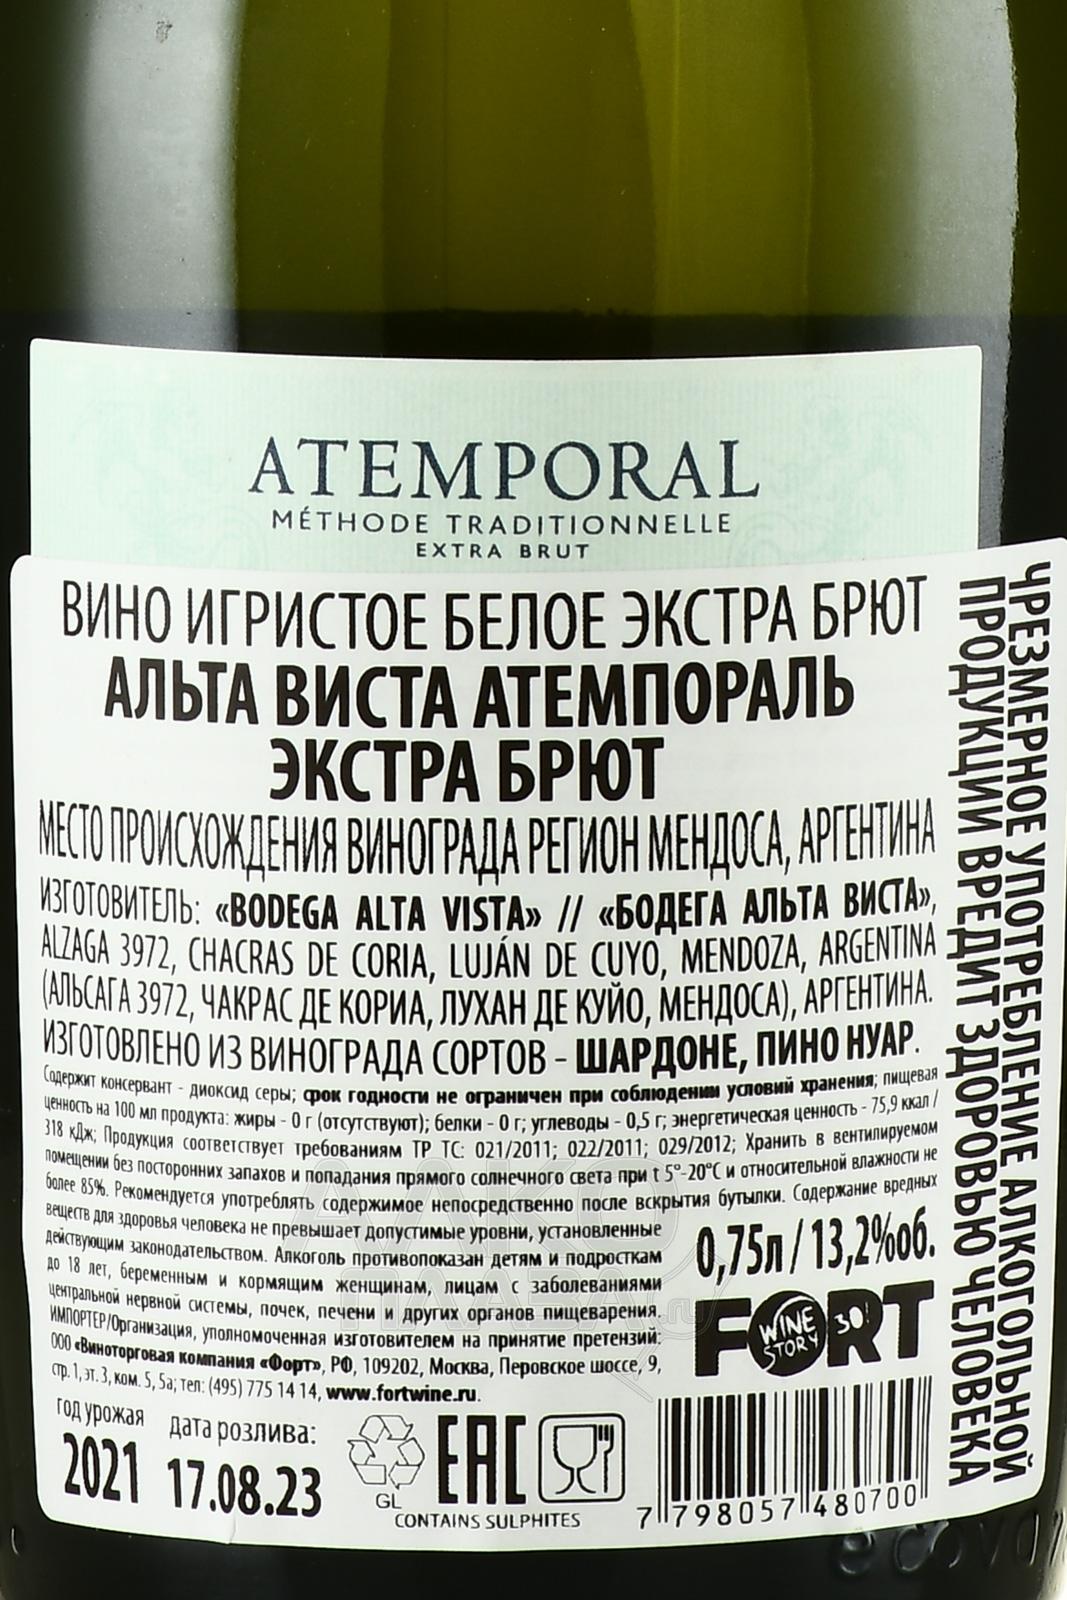 ATEMPORAL
MÉTHODE TRADITIONNELLE
EXTRA BRUT
ВИНО ИГРИСТОЕ БЕЛОЕ ЭКСТРА БРЮТ
АЛЬТА ВИСТА АТЕМПОРАЛЬ
ЭКСТРА БРЮТ
МЕСТО ПРОИСХОЖДЕНИЯ ВИНОГРАДА РЕГИОН МЕНДОСА, АРГЕНТИНА
ИЗГОТОВИТЕЛЬ: «BODEGA ALTA VISTA» // «БОДЕГА АЛЬТА ВИСТА»,
ALZAGA 3972, CHACRAS DE CORIA, LUJÁN DE CUYO, MENDOZA, ARGENTINA
(АЛЬСАГА 3972, ЧАКРАС ДЕ КОРИА, ЛУХАН ДЕ КУЙО, МЕНДОСА), АРГЕНТИНА.
ИЗГОТОВЛЕНО ИЗ ВИНОГРАДА СОРТОВ - ШАРДОНЕ, ПИНО НУАР.
Содержит консервант - диоксид серы; срок годности не ограничен при соблюдении условий хранения; пищевая
ценность на 100 мл продукта: жиры - 0 г (отсутствуют); белки - 0 г; углеводы - 0,5 г; энергетическая ценность - 75,9 ккал /
318 кДж; Продукция соответствует требованиям ТР ТС: 021/2011; 022/2011; 029/2012; Хранить в вентилируемом
помещении без посторонних запахов и попадания прямого солнечного света при t 5°-20°C и относительной влажности не
более 85%. Рекомендуется употреблять содержимое непосредственно после вскрытия бутылки. Содержание вредных
веществ для здоровья человека не превышает допустимые уровни, установленные
действующим законодательством. Алкоголь противопоказан детям и подросткам
до 18 лет, беременным и кормящим женщинам, лицам с заболеваниями
центральной нервной системы, почек, печени и других органов пищеварения.
ИМПОРТЕР/Организация, уполномоченная изготовителем на принятие претензий:
ООО «Виноторговая компания «Форт», РФ, 109202, Москва, Перовское шоссе, 9,
стр. 1, эт. 3, ком. 5, 5а; тел: (495) 775 14 14, www.fortwine.ru.
0,75л / 13,2%об.
FORT
WINE STORY 30!
год урожая
2021
дата розлива:
17.08.23
GL
EAC
CONTAINS SULPHITES
7 798057 480700
ЧРЕЗМЕРНОЕ УПОТРЕБЛЕНИЕ АЛКОГОЛЬНОЙ
ПРОДУКЦИИ ВРЕДИТ ЗДОРОВЬЮ ЧЕЛОВЕКА